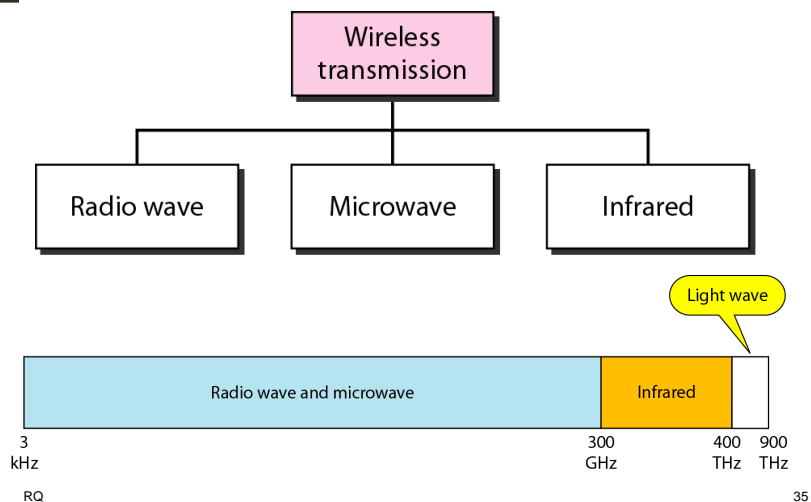 Wireless
transmission
Radio wave
Microwave
Infrared
Light wave
Radio wave and microwave
Infrared
3
kHz
300
GHz
400
THz
900
THz
RQ
35